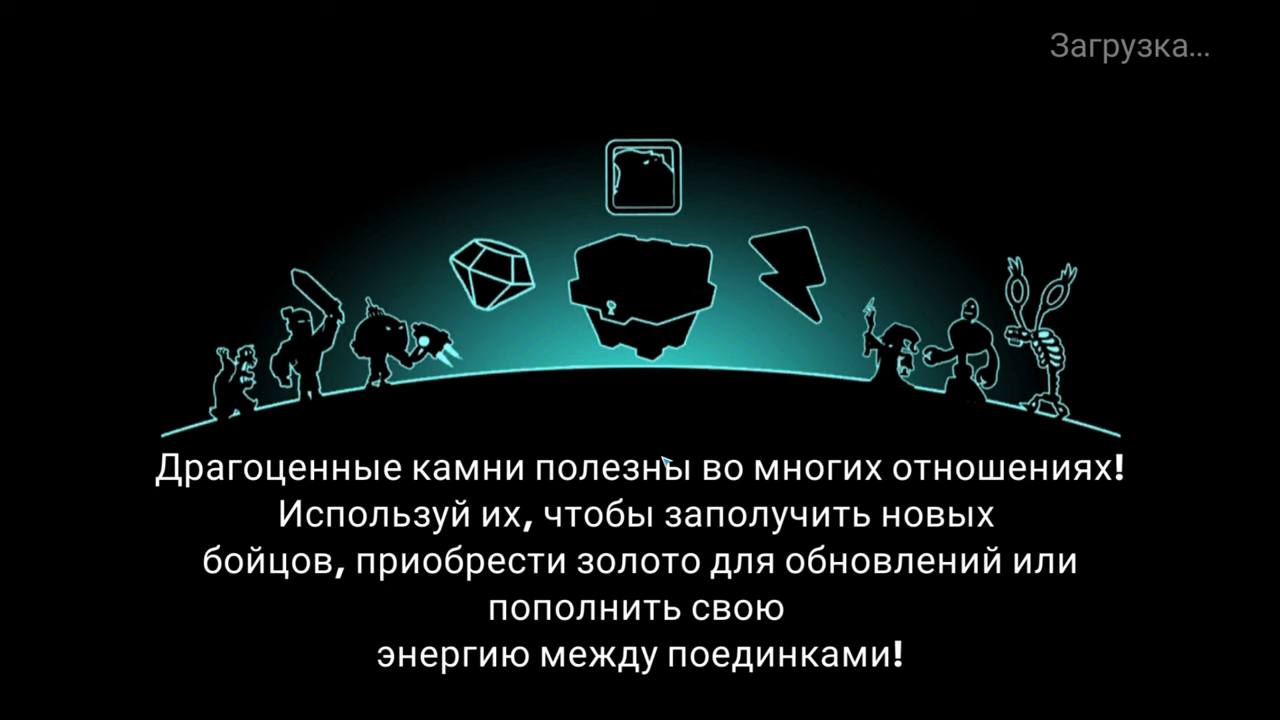 Загрузка...
Драгоценные камни полезны во многих отношениях!
Используй их, чтобы заполучить новых
бойцов, приобрести золото для обновлений или
пополнить свою
энергию между поединками!